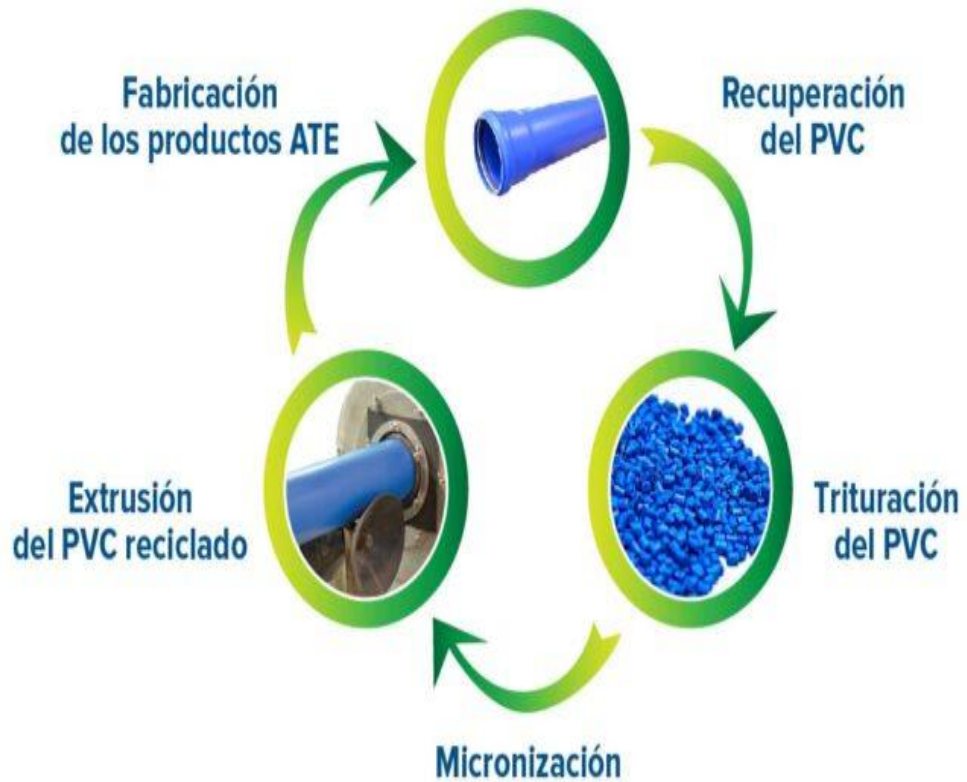 Fabricación
de los productos ATE
Recuperación
del PVC
Extrusión
del PVC reciclado
Trituración
del PVC
Micronización